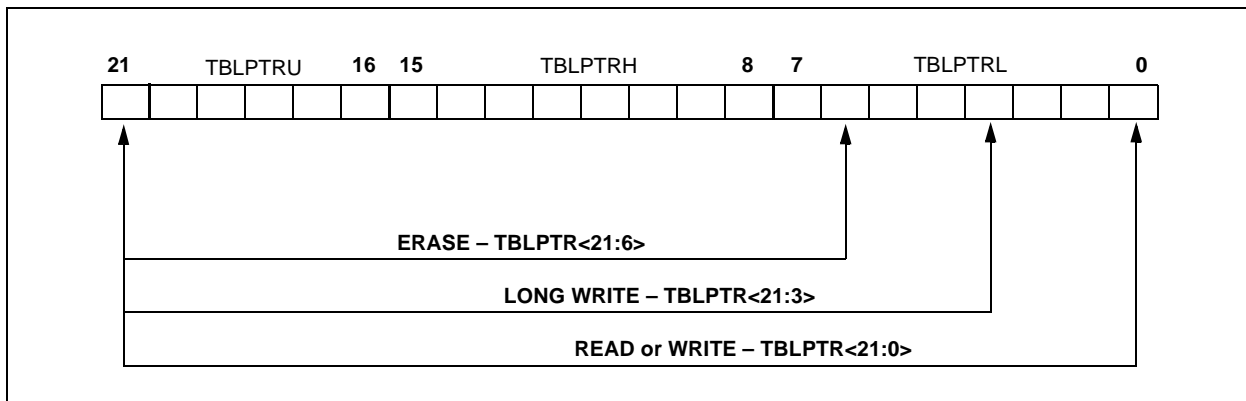 21 TBLPTRU 16 15 TBLPTRH 8 7 TBLPTRL 0
ERASE – TBLPTR<21:6>
LONG WRITE – TBLPTR<21:3>
READ or WRITE – TBLPTR<21:0>